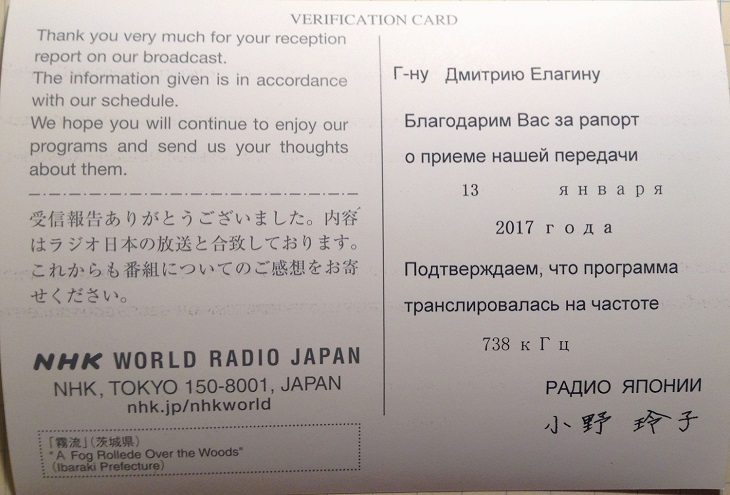 VERIFICATION CARD
Thank you very much for your reception
report on our broadcast.
The information given is in accordance
with our schedule.
We hope you will continue to enjoy our
programs and send us your thoughts
about them.
受信報告ありがとうございました。内容
はラジオ日本の放送と合致しております。
これからも番組についてのご感想をお寄
せください。
NHK WORLD RADIO JAPAN
NHK, TOKYO 150-8001, JAPAN
nhk.jp/nhkworld
「霧流」(茨城県)
"A Fog Rollede Over the Woods"
(Ibaraki Prefecture)
Г-ну Дмитрию Елагину
Благодарим Вас за рапорт
о приеме нашей передачи
13 января
2017 года
Подтверждаем, что программа
транслировалась на частоте
738 кГц
РАДИО ЯПОНИИ
小野 玲子